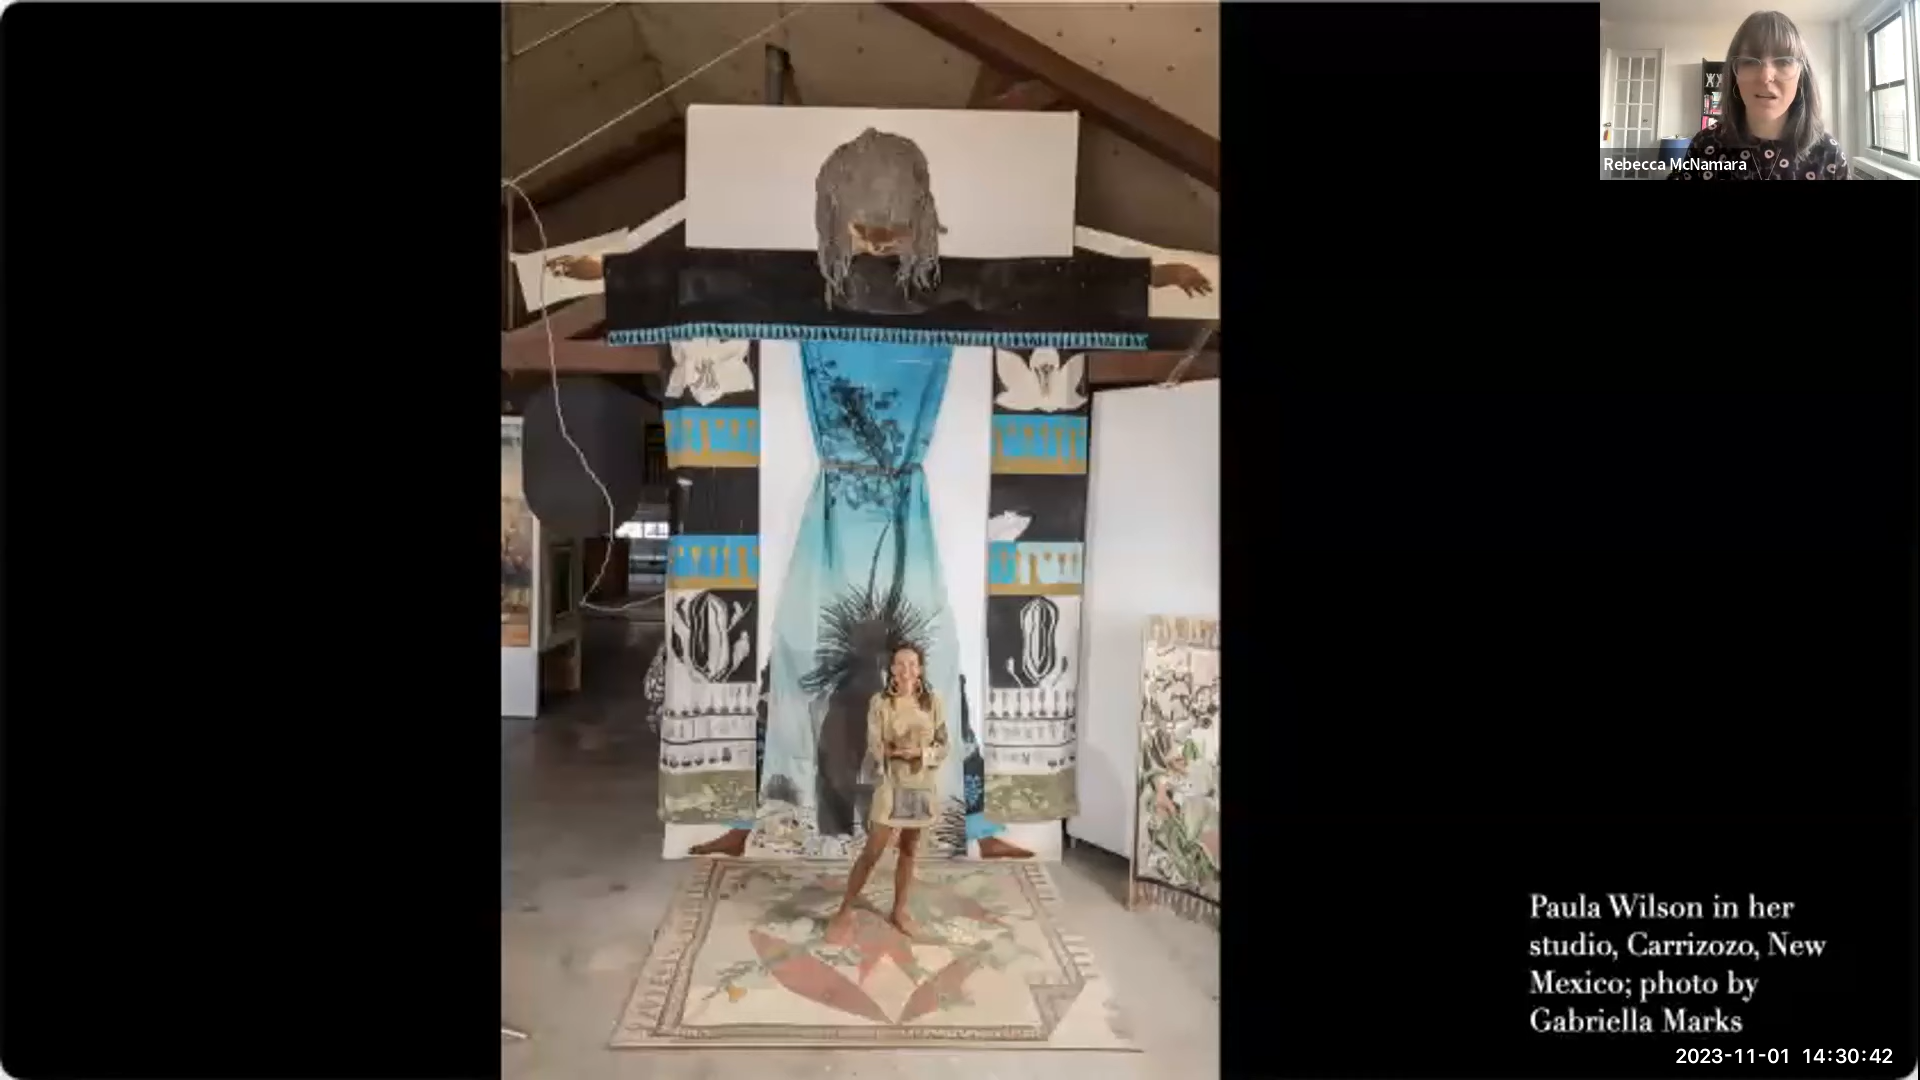 Rebecca McNamara
Paula Wilson in her
studio, Carrizozo, New
Mexico; photo by
Gabriella Marks
2023-11-01 14:30:42